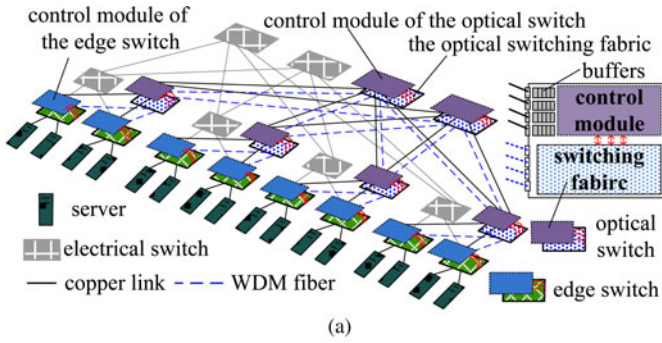 control module of
the edge switch
control module of the optical switch
the optical switching fabric
buffers
control
module
switching
fabirc
server
electrical switch
optical
switch
copper link
WDM fiber
edge switch
(a)